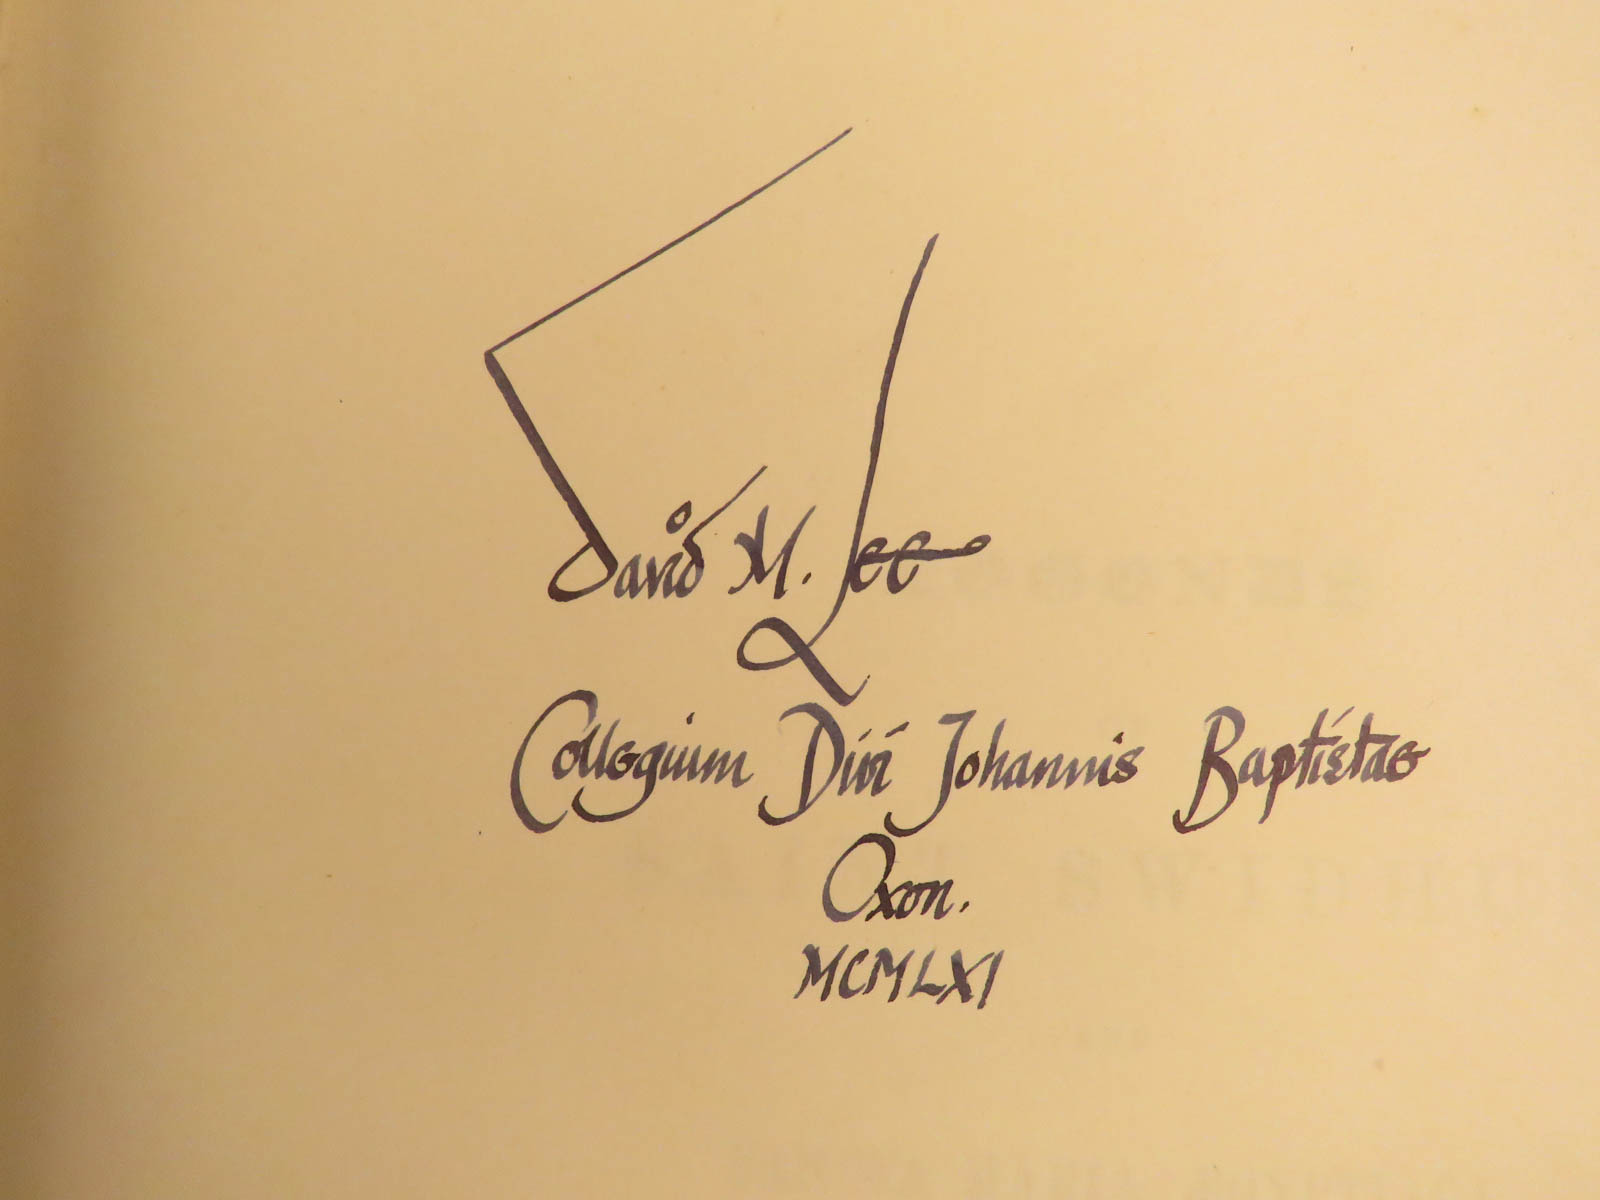 David M. Lee
Collegium Divi Johannis Baptistae
Oxon.
MCMLXI